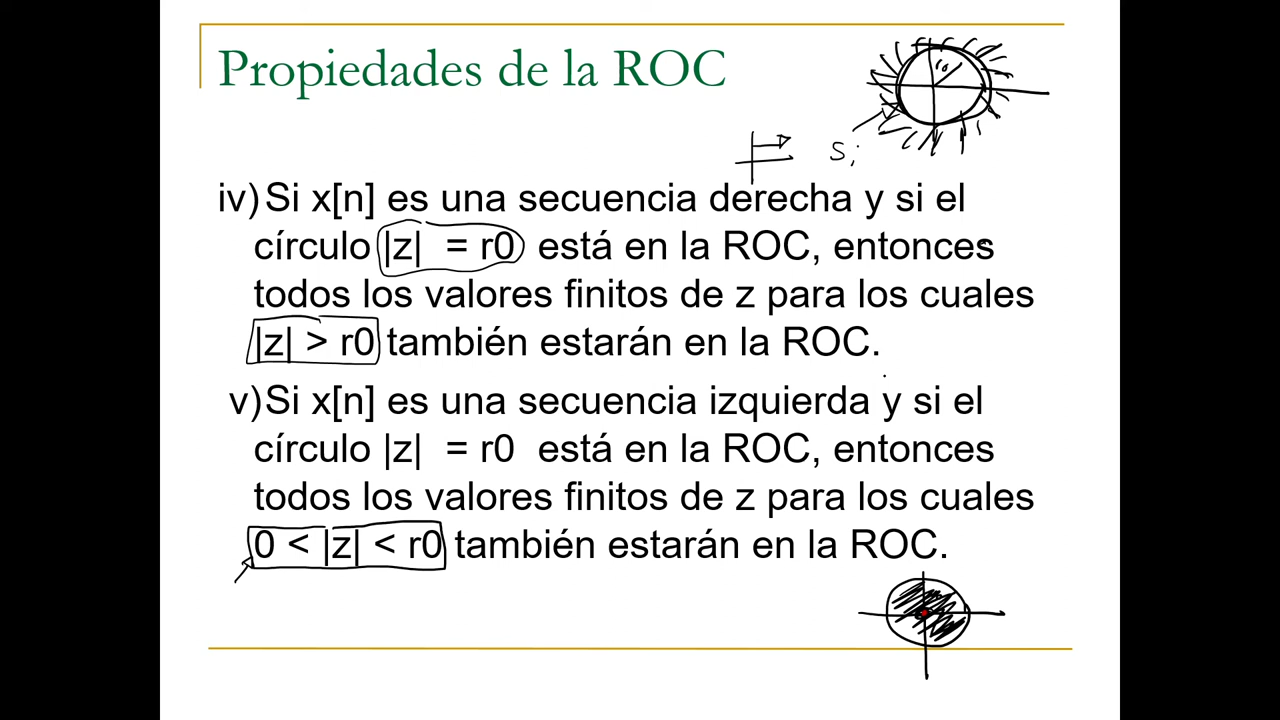 Propiedades de la ROC
r0
Si
iv) Si x[n] es una secuencia derecha y si el
círculo |z| = r0 está en la ROC, entonces
todos los valores finitos de z para los cuales
|z| > r0 también estarán en la ROC.
v) Si x[n] es una secuencia izquierda y si el
círculo |z| = r0 está en la ROC, entonces
todos los valores finitos de z para los cuales
0 < |z| < r0 también estarán en la ROC.